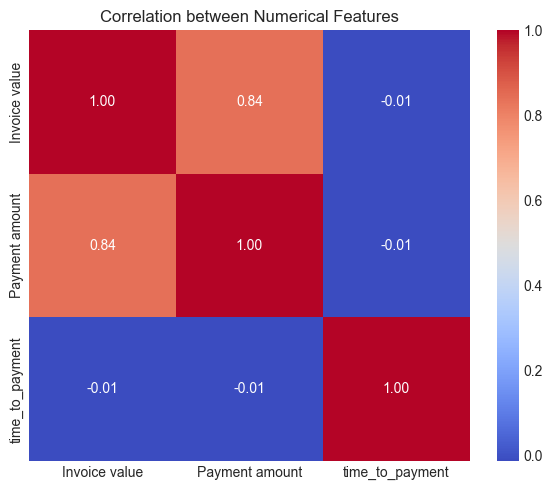 Correlation between Numerical Features
Invoice value
1.00
0.84
-0.01
Payment amount
0.84
1.00
-0.01
time_to_payment
-0.01
-0.01
1.00
Invoice value
Payment amount
time_to_payment
1.0
0.8
0.6
0.4
0.2
0.0